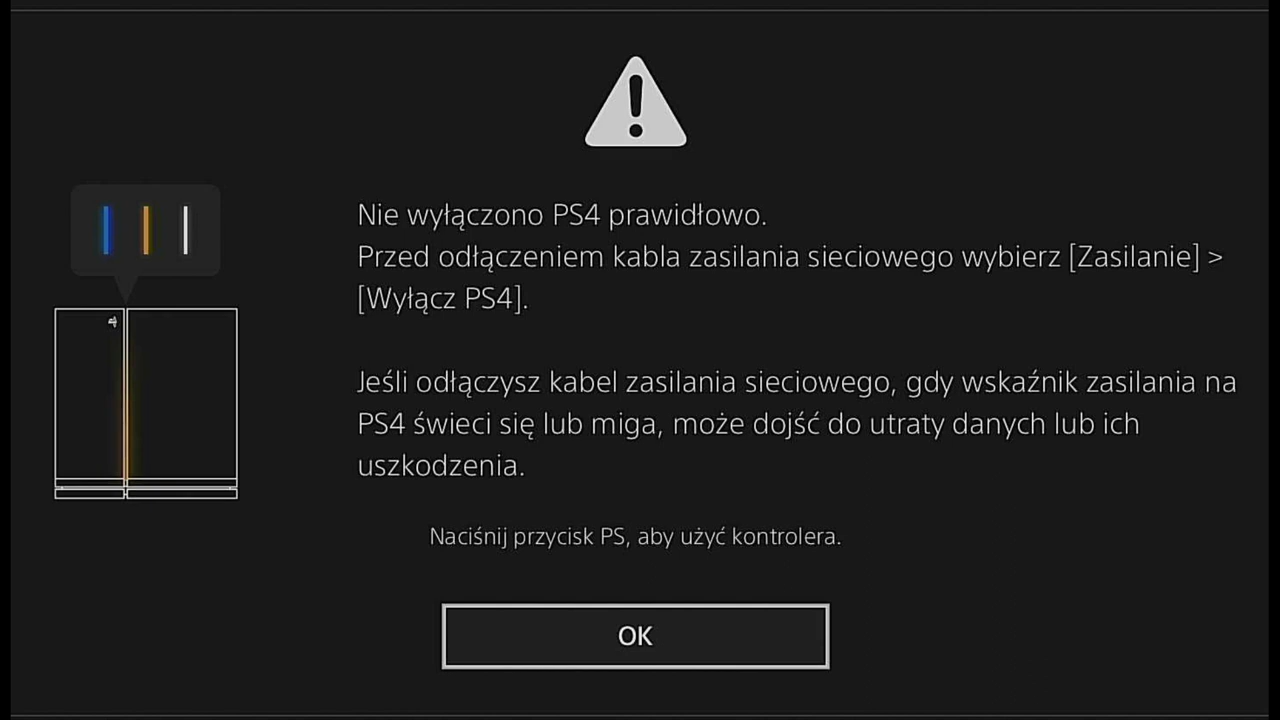 Nie wyłączono PS4 prawidłowo.
Przed odłączeniem kabla zasilania sieciowego wybierz [Zasilanie] >
[Wyłącz PS4].
Jeśli odłączysz kabel zasilania sieciowego, gdy wskaźnik zasilania na
PS4 świeci się lub miga, może dojść do utraty danych lub ich
uszkodzenia.
Naciśnij przycisk PS, aby użyć kontrolera.
OK